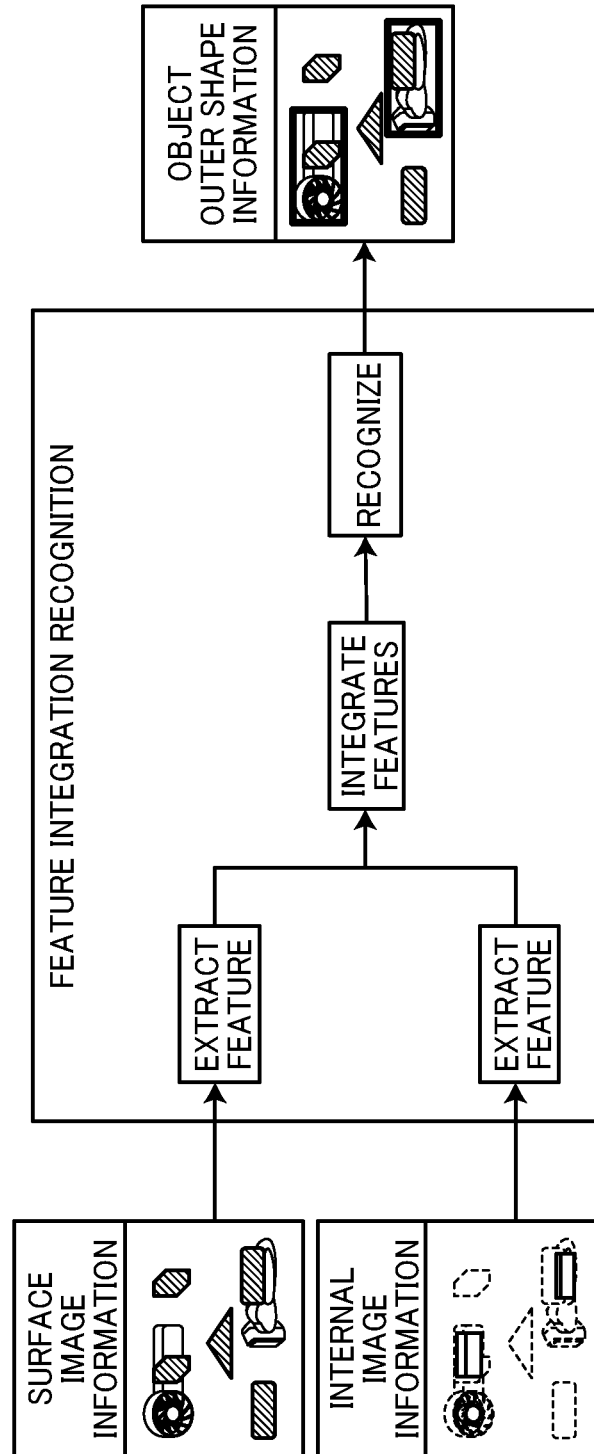 SURFACE
IMAGE
INFORMATION
INTERNAL
IMAGE
INFORMATION
FEATURE INTEGRATION RECOGNITION
EXTRACT
FEATURE
EXTRACT
FEATURE
INTEGRATE
FEATURES
RECOGNIZE
OBJECT
OUTER SHAPE
INFORMATION